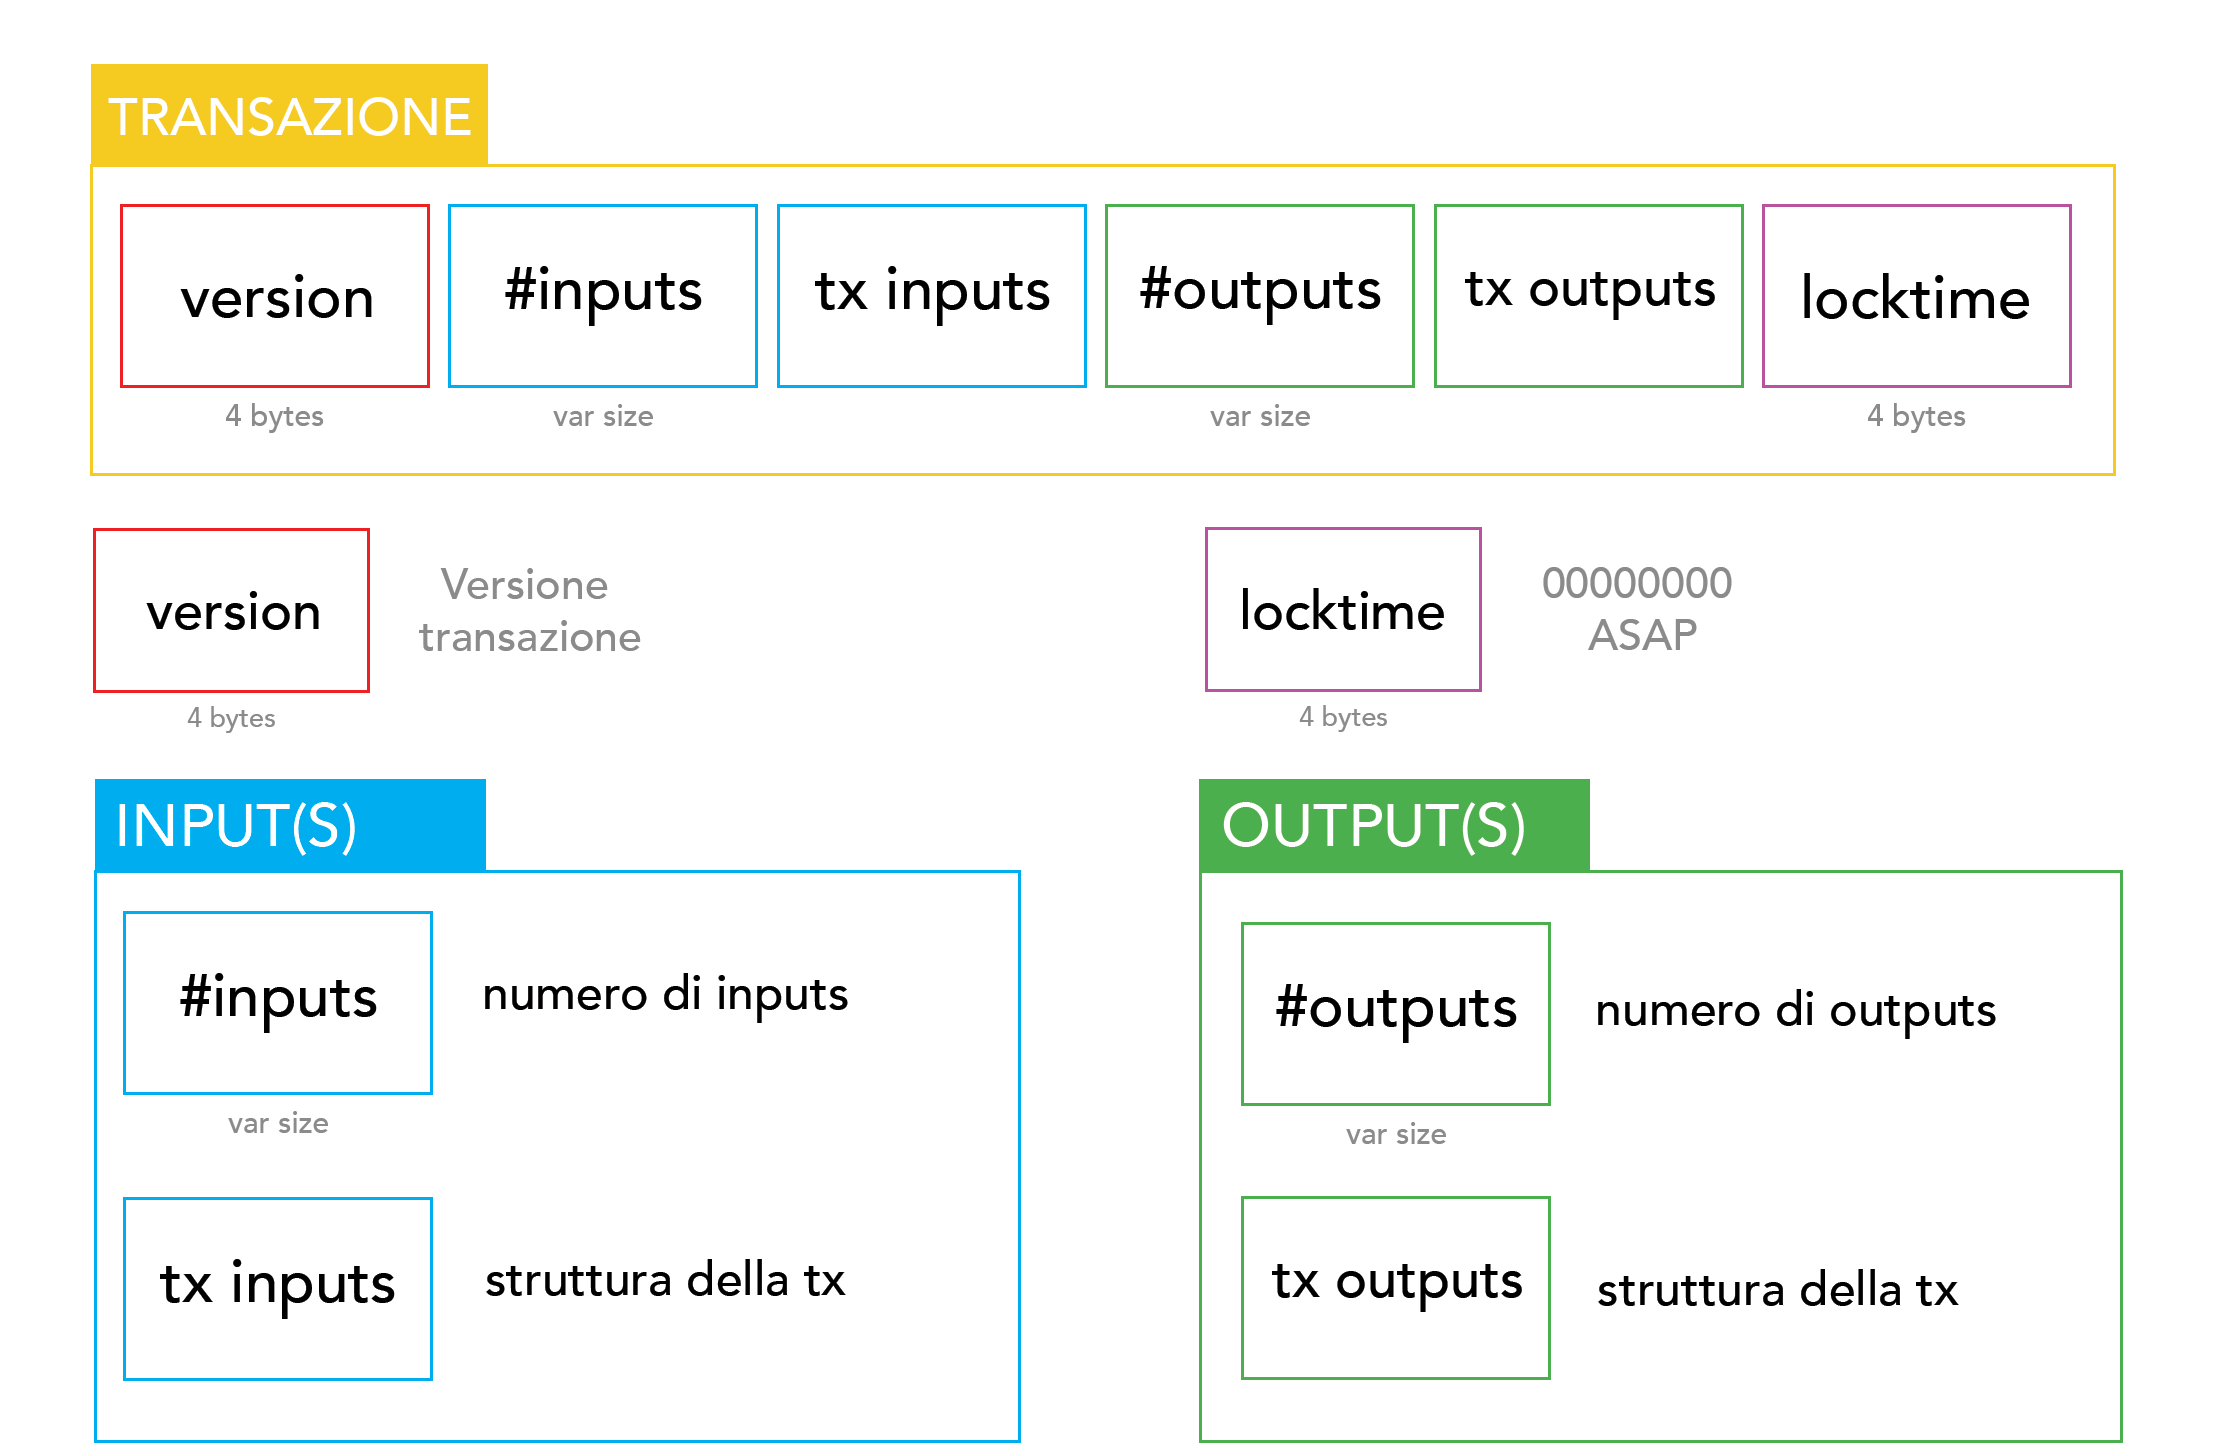 TRANSAZIONE
version
#inputs
tx inputs
#outputs
tx outputs
locktime
4 bytes
var size
var size
4 bytes
version
Versione
transazione
4 bytes
locktime
00000000
ASAP
4 bytes
INPUT(S)
#inputs
numero di inputs
var size
tx inputs
struttura della tx
OUTPUT(S)
#outputs
numero di outputs
var size
tx outputs
struttura della tx